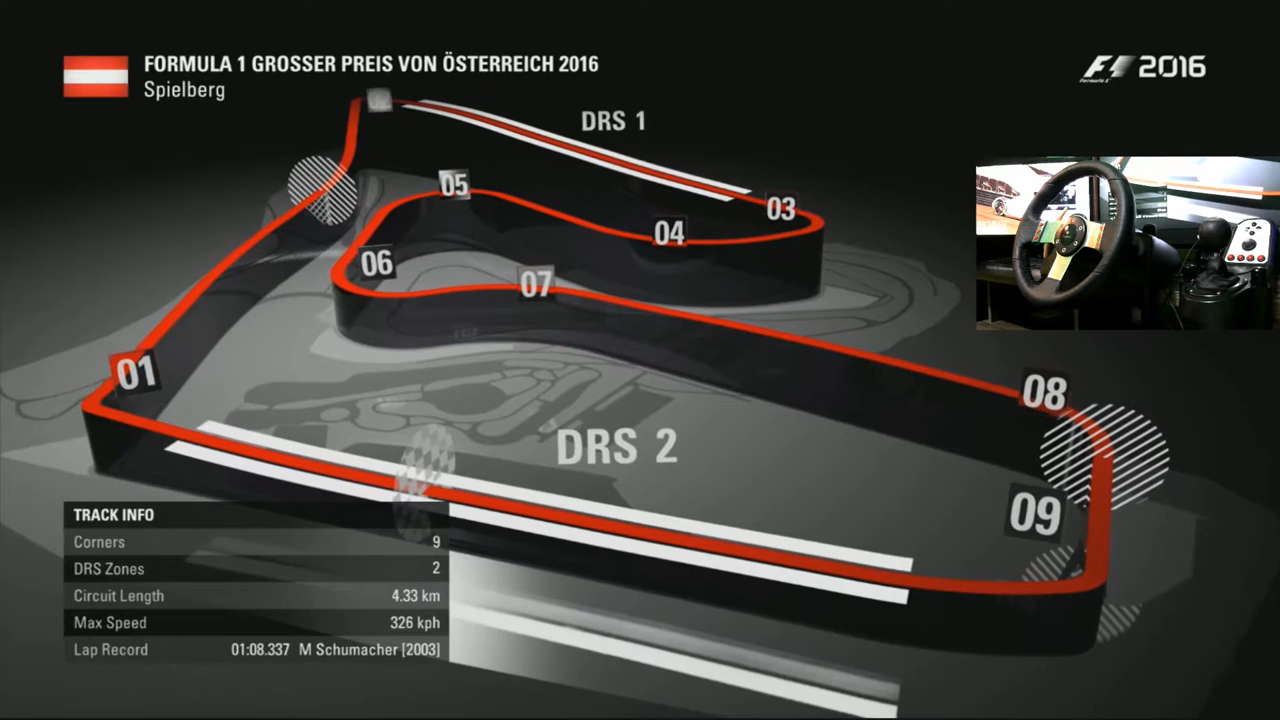 FORMULA 1 GROSSER PREIS VON ÖSTERREICH 2016
Spielberg
F1 2016
Formula 1
DRS 1
05
03
04
06
07
01
08
DRS 2
09
TRACK INFO
Corners 9
DRS Zones 2
Circuit Length 4.33 km
Max Speed 326 kph
Lap Record 01:08.337 M Schumacher [2003]